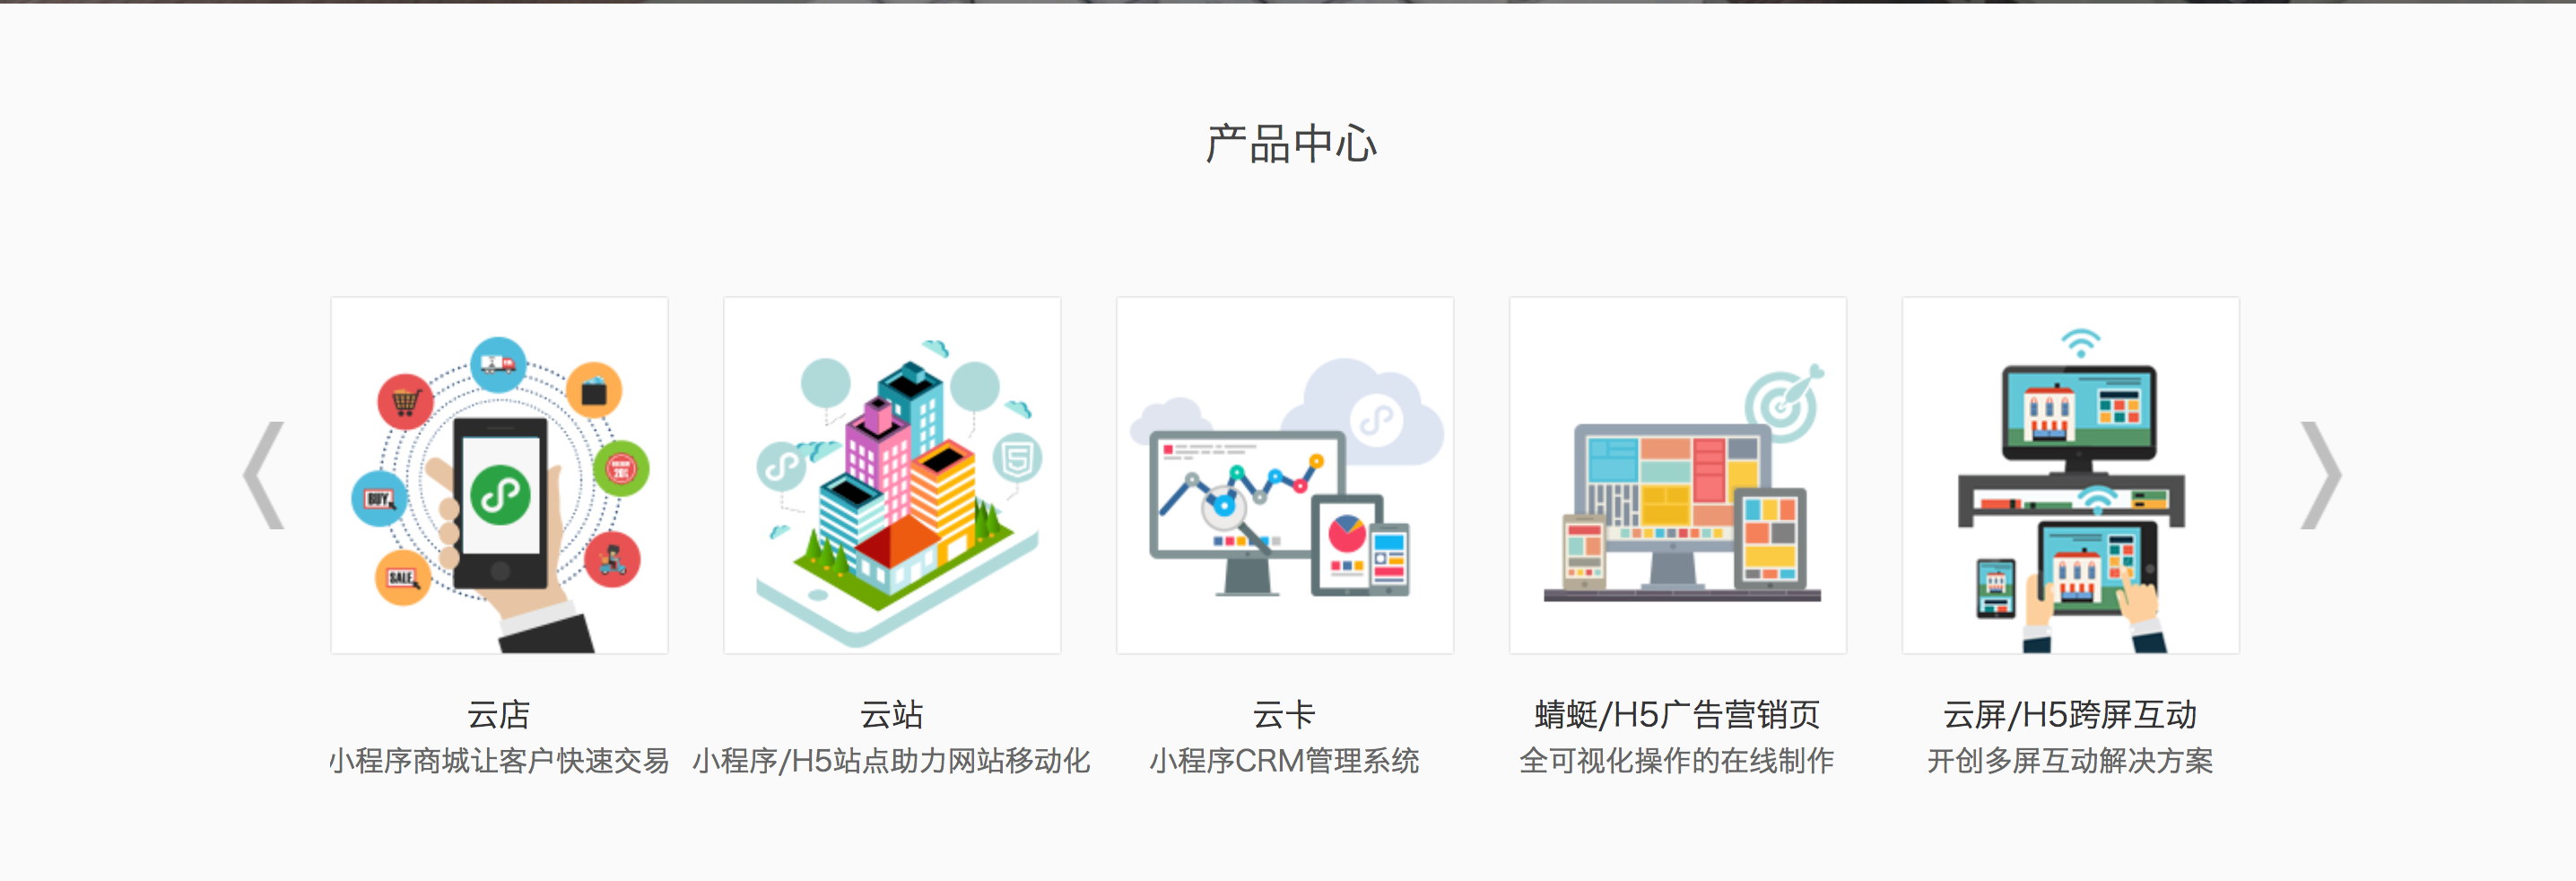 产品中心
BUY
SALE
云店
小程序商城让客户快速交易
云站
小程序/H5站点助力网站移动化
云卡
小程序CRM管理系统
蜻蜓/H5广告营销页
全可视化操作的在线制作
云屏/H5跨屏互动
开创多屏互动解决方案